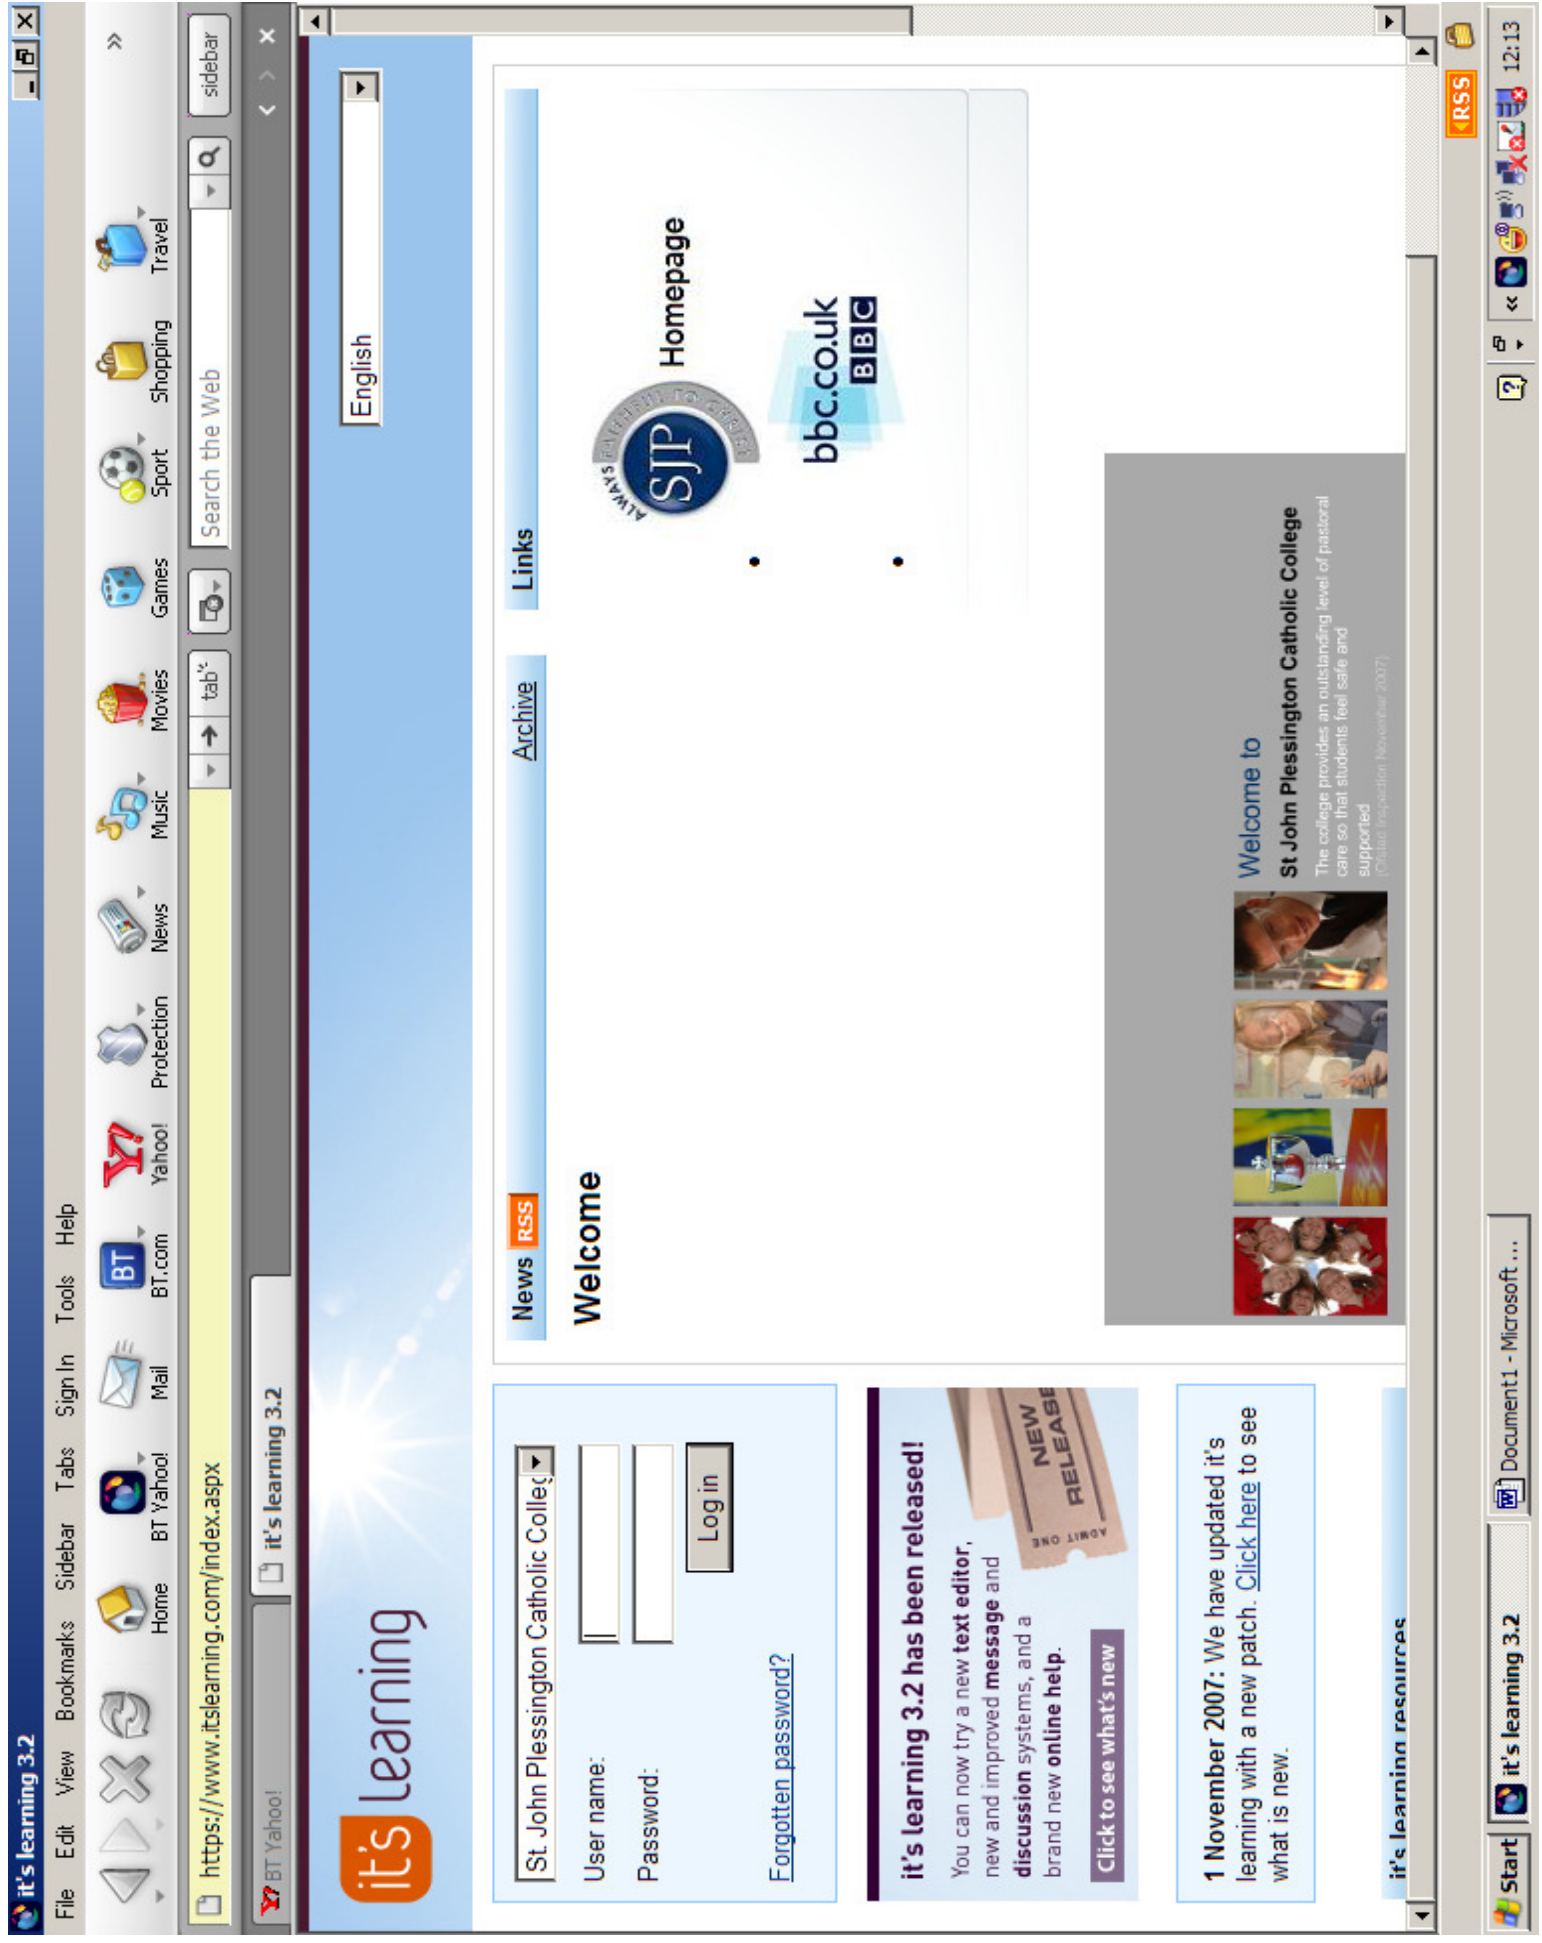 it's learning 3.2
File Edit View Bookmarks Sidebar Tabs Sign In Tools Help
Home BT Yahoo! Mail BT.com Yahoo! Protection News Music Movies Games Sport Shopping Travel
https://www.itslearning.com/index.aspx tab Search the Web sidebar
BT Yahoo! it's learning 3.2
it's learning
English
St. John Plessington Catholic Colleg
User name:
Password:
Log in
Forgotten password?
it's learning 3.2 has been released!
You can now try a new text editor,
new and improved message and
discussion systems, and a
brand new online help.
Click to see what's new
ADMIT ONE
NEW
RELEASE
1 November 2007: We have updated it's
learning with a new patch. Click here to see
what is new.
it's learning resources
News RSS Archive
Welcome
Welcome to
St John Plessington Catholic College
The college provides an outstanding level of pastoral
care so that students feel safe and
supported
(Ofsted Inspection November 2007)
Links
ALWAYS FAITHFUL TO CHRIST
SJP
Homepage
bbc.co.uk
BBC
RSS
Start it's learning 3.2 Document1 - Microsoft ... 12:13